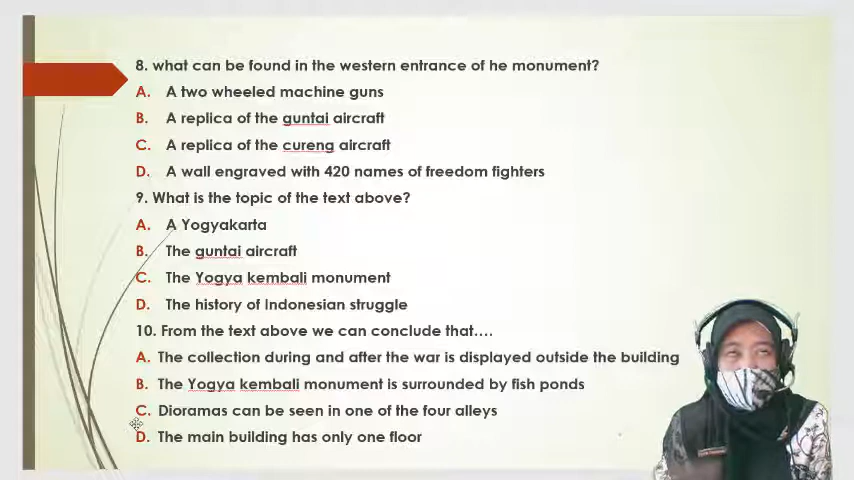 8. what can be found in the western entrance of he monument?
A. A two wheeled machine guns
B. A replica of the guntai aircraft
C. A replica of the cureng aircraft
D. A wall engraved with 420 names of freedom fighters
9. What is the topic of the text above?
A. A Yogyakarta
B. The guntai aircraft
C. The Yogya kembali monument
D. The history of Indonesian struggle
10. From the text above we can conclude that....
A. The collection during and after the war is displayed outside the building
B. The Yogya kembali monument is surrounded by fish ponds
C. Dioramas can be seen in one of the four alleys
D. The main building has only one floor